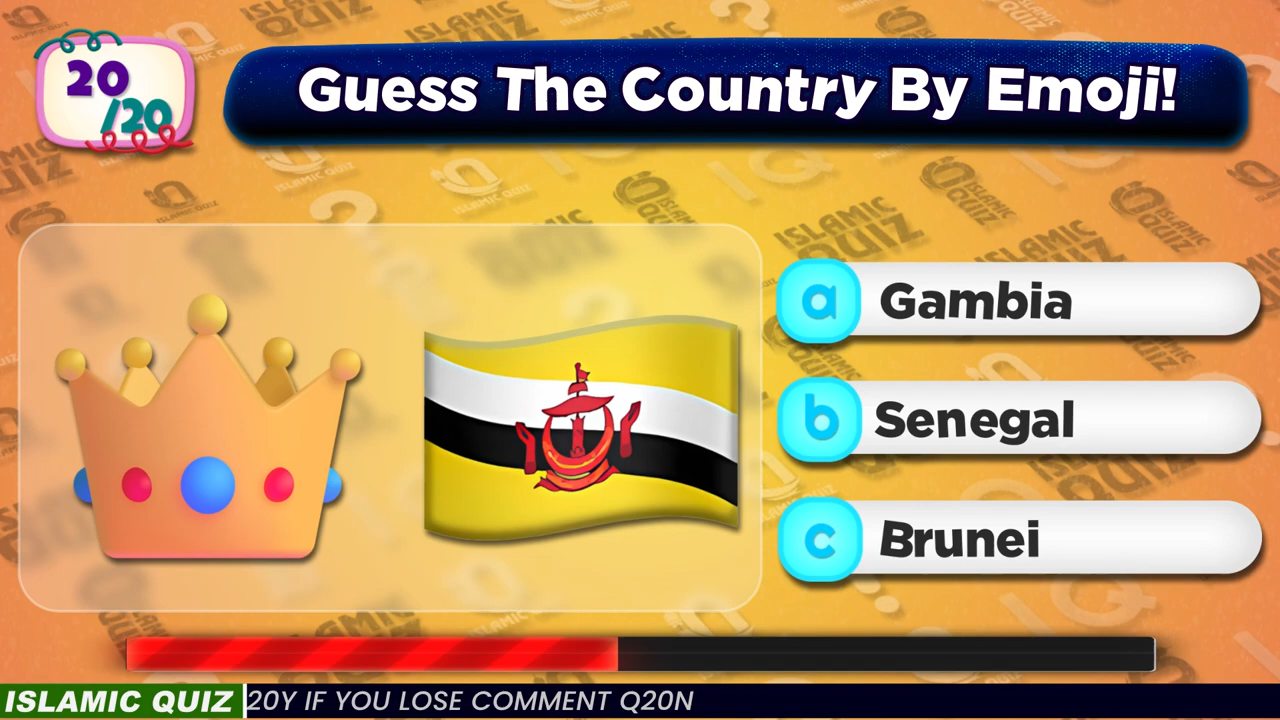 20
/20
Guess The Country By Emoji!
a Gambia
b Senegal
c Brunei
ISLAMIC QUIZ 20Y IF YOU LOSE COMMENT Q20N